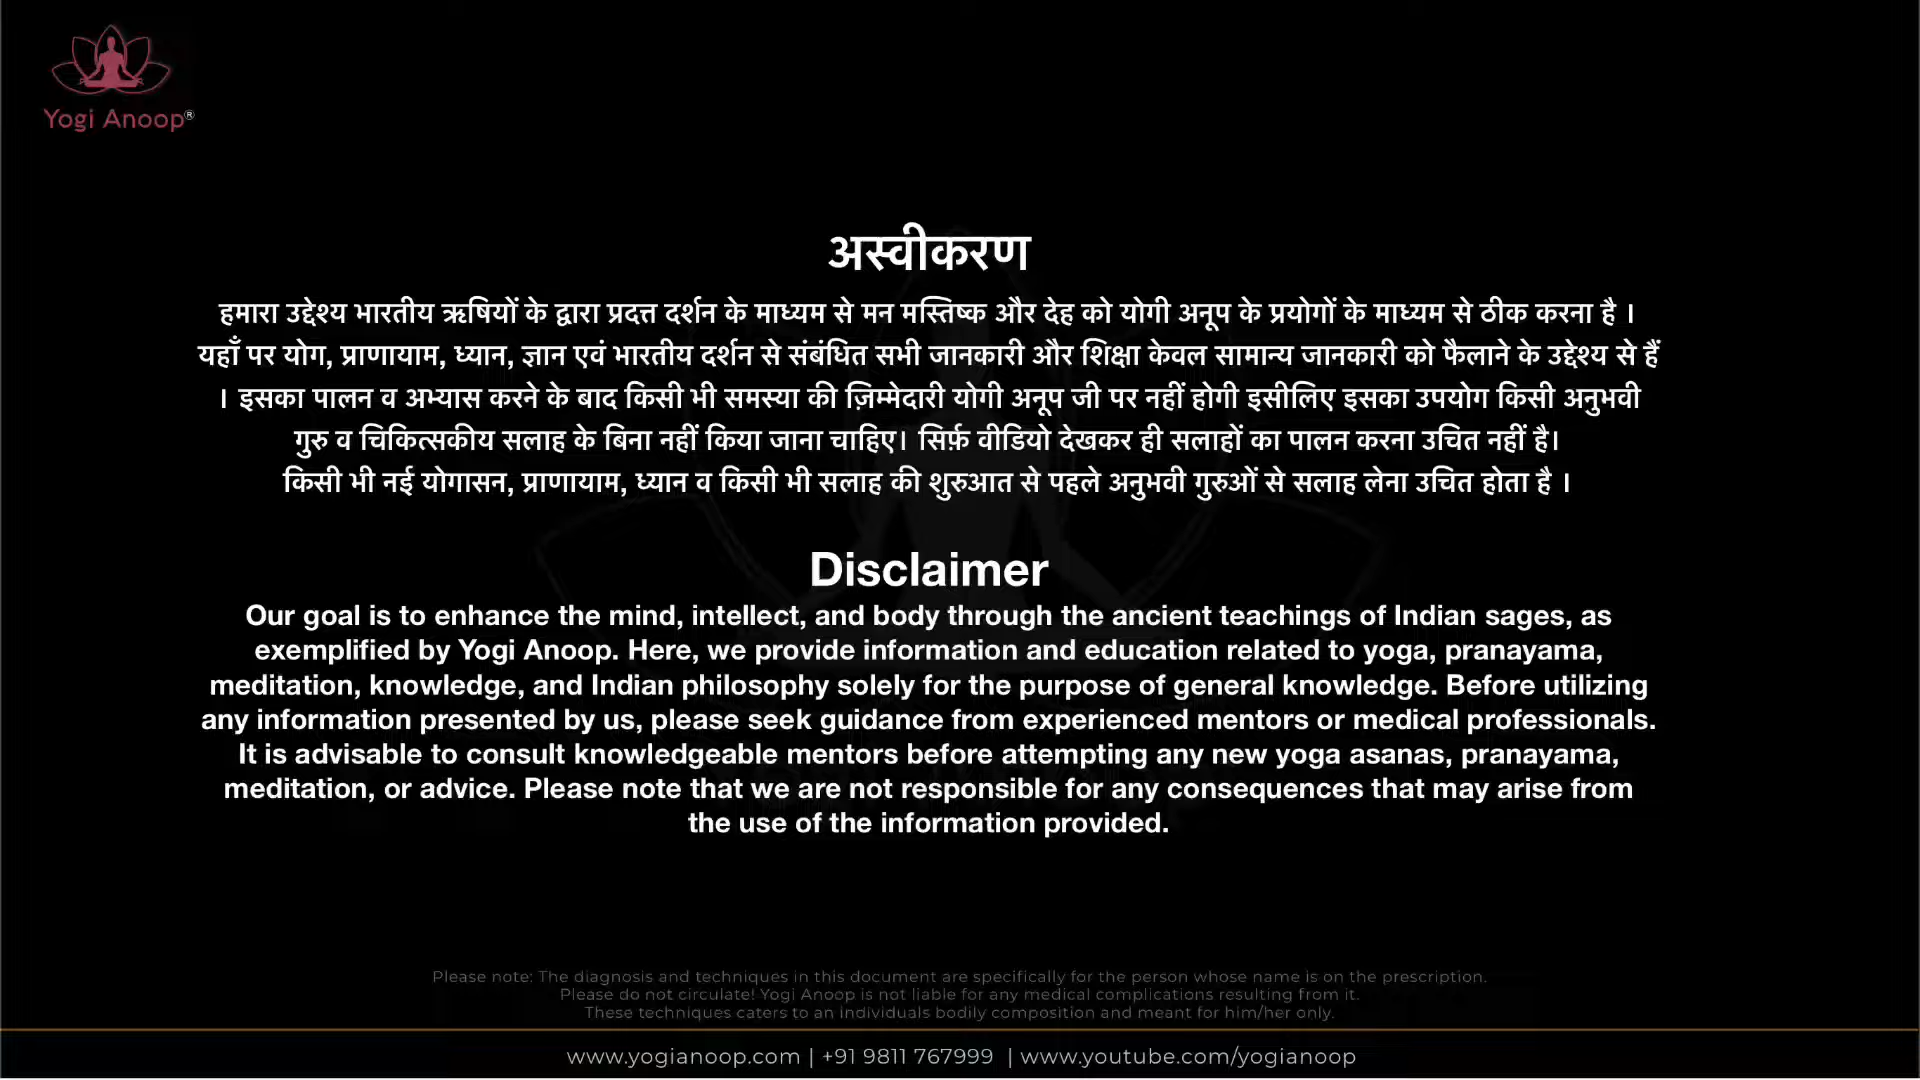 Yogi Anoop®
अस्वीकरण
हमारा उद्देश्य भारतीय ऋषियों के द्वारा प्रदत्त दर्शन के माध्यम से मन मस्तिष्क और देह को योगी अनूप के प्रयोगों के माध्यम से ठीक करना है ।
यहाँ पर योग, प्राणायाम, ध्यान, ज्ञान एवं भारतीय दर्शन से संबंधित सभी जानकारी और शिक्षा केवल सामान्य जानकारी को फैलाने के उद्देश्य से हैं
। इसका पालन व अभ्यास करने के बाद किसी भी समस्या की ज़िम्मेदारी योगी अनूप जी पर नहीं होगी इसीलिए इसका उपयोग किसी अनुभवी
गुरु व चिकित्सकीय सलाह के बिना नहीं किया जाना चाहिए। सिर्फ़ वीडियो देखकर ही सलाहों का पालन करना उचित नहीं है।
किसी भी नई योगासन, प्राणायाम, ध्यान व किसी भी सलाह की शुरुआत से पहले अनुभवी गुरुओं से सलाह लेना उचित होता है ।
Disclaimer
Our goal is to enhance the mind, intellect, and body through the ancient teachings of Indian sages, as
exemplified by Yogi Anoop. Here, we provide information and education related to yoga, pranayama,
meditation, knowledge, and Indian philosophy solely for the purpose of general knowledge. Before utilizing
any information presented by us, please seek guidance from experienced mentors or medical professionals.
It is advisable to consult knowledgeable mentors before attempting any new yoga asanas, pranayama,
meditation, or advice. Please note that we are not responsible for any consequences that may arise from
the use of the information provided.
Please note: The diagnosis and techniques in this document are specifically for the person whose name is on the prescription.
Please do not circulate! Yogi Anoop is not liable for any medical complications resulting from it.
These techniques caters to an individuals bodily composition and meant for him/her only.
www.yogianoop.com | +91 9811 767999 | www.youtube.com/yogianoop